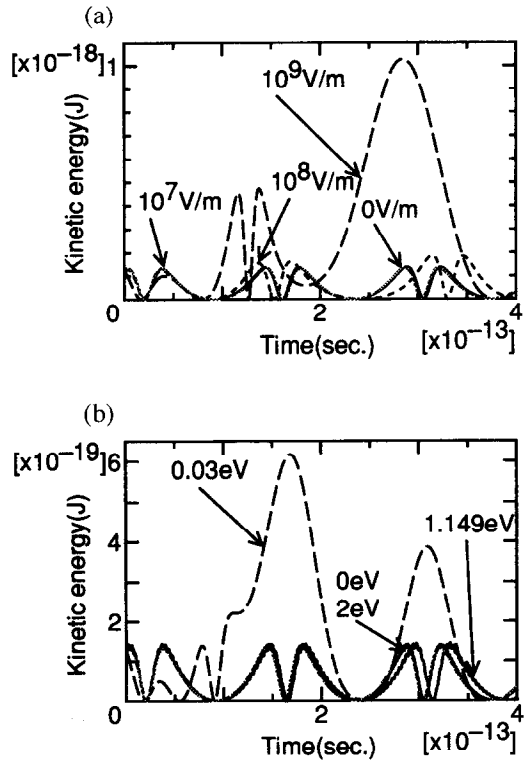 (a)
[x10−18]
1
10⁹V/m
10⁸V/m
10⁷V/m
0V/m
Kinetic energy(J)
0 2 4
Time(sec.) [x10−13]
(b)
[x10−19]
6
0.03eV
1.149eV
4
0eV
2eV
2
Kinetic energy(J)
0
0 2 4
Time(sec.) [x10−13]